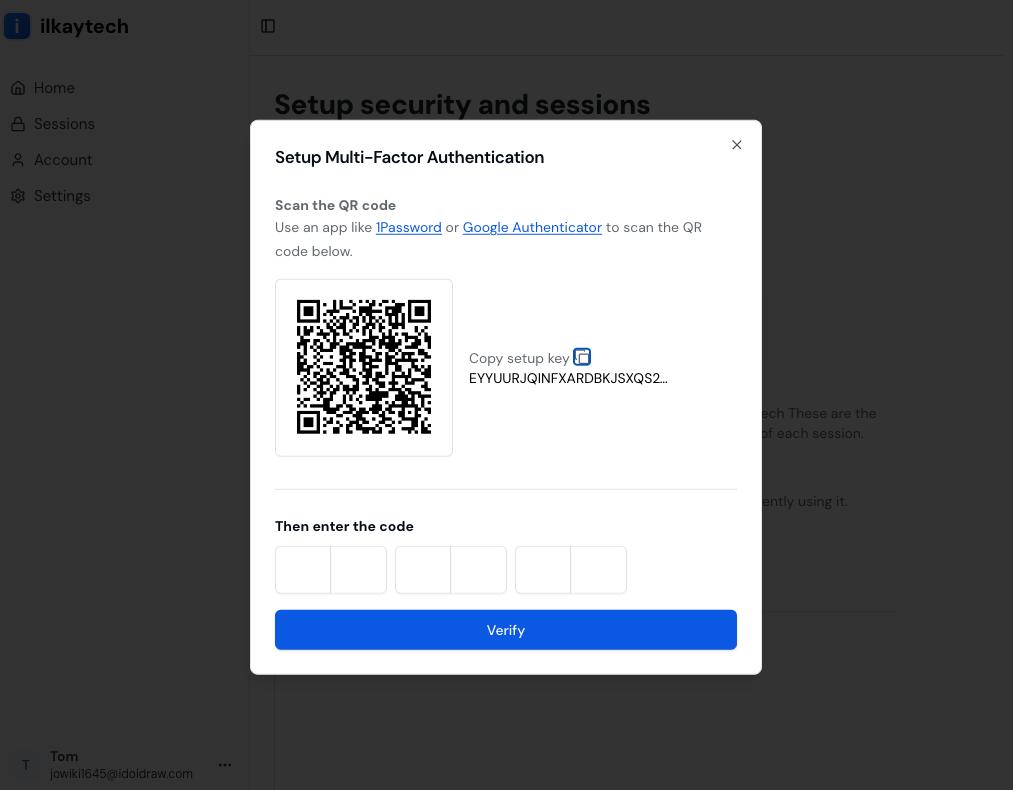 i ilkaytech
Home
Sessions
Account
Settings
Setup security and sessions
Setup Multi-Factor Authentication
Scan the QR code
Use an app like 1Password or Google Authenticator to scan the QR
code below.
Copy setup key
EYYUURJQINFXARDBKJSXQS2...
ech These are the
of each session.
ently using it.
Then enter the code
Verify
T
Tom
jowiki1645@idoidraw.com